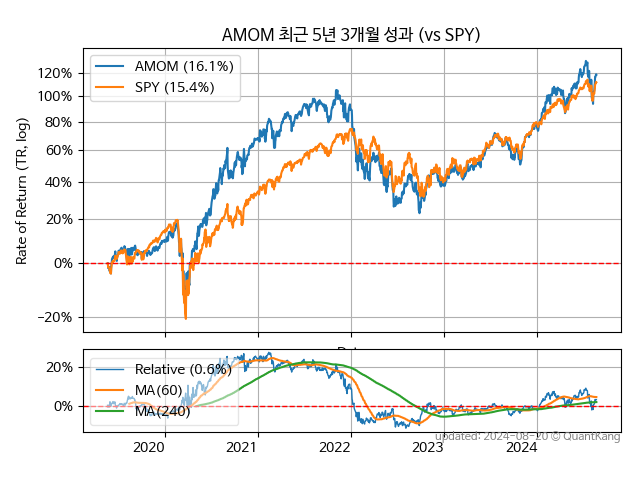 AMOM 최근 5년 3개월 성과 (vs SPY)
Rate of Return (TR, log)
120%
100%
80%
60%
40%
20%
0%
−20%
AMOM (16.1%)
SPY (15.4%)
20%
0%
Relative (0.6%)
MA(60)
MA(240)
2020
2021
2022
2023
2024
updated: 2024-08-20 © QuantKang